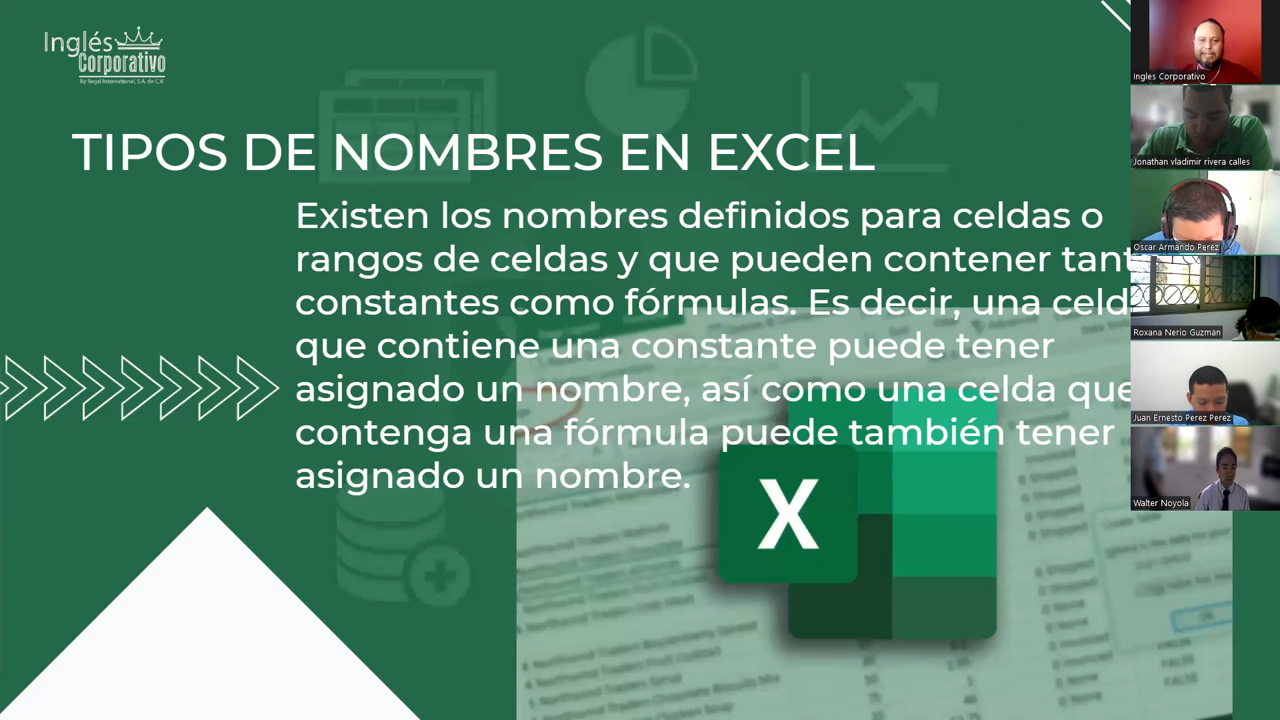 Inglés
Corporativo
By Regal International, S.A. de C.V.
TIPOS DE NOMBRES EN EXCEL
Existen los nombres definidos para celdas o
rangos de celdas y que pueden contener tant
constantes como fórmulas. Es decir, una celd
que contiene una constante puede tener
asignado un nombre, así como una celda que
contenga una fórmula puede también tener
asignado un nombre.
X
Ingles Corporativo
Jonathan vladimir rivera calles
Oscar Armando Perez
Roxana Nerio Guzman
Juan Ernesto Perez Perez
Walter Noyola